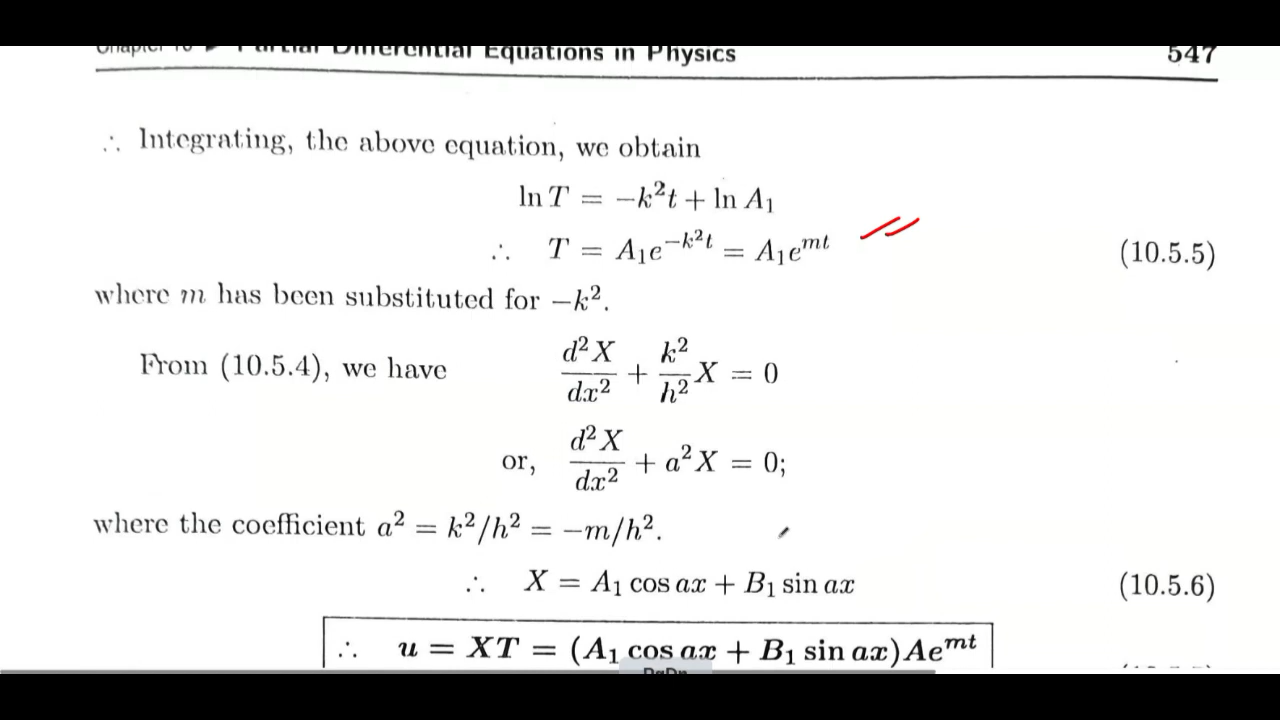 Chapter 10 ► Partial Differential Equations in Physics 547
∴ Integrating, the above equation, we obtain
ln T = −k²t + ln A₁
∴ T = A₁e^{−k²t} = A₁e^{mt} (10.5.5)
where m has been substituted for −k².
From (10.5.4), we have d²X/dx² + k²/h² X = 0
or, d²X/dx² + a²X = 0;
where the coefficient a² = k²/h² = −m/h².
∴ X = A₁ cos ax + B₁ sin ax (10.5.6)
∴ u = XT = (A₁ cos ax + B₁ sin ax)Ae^{mt}